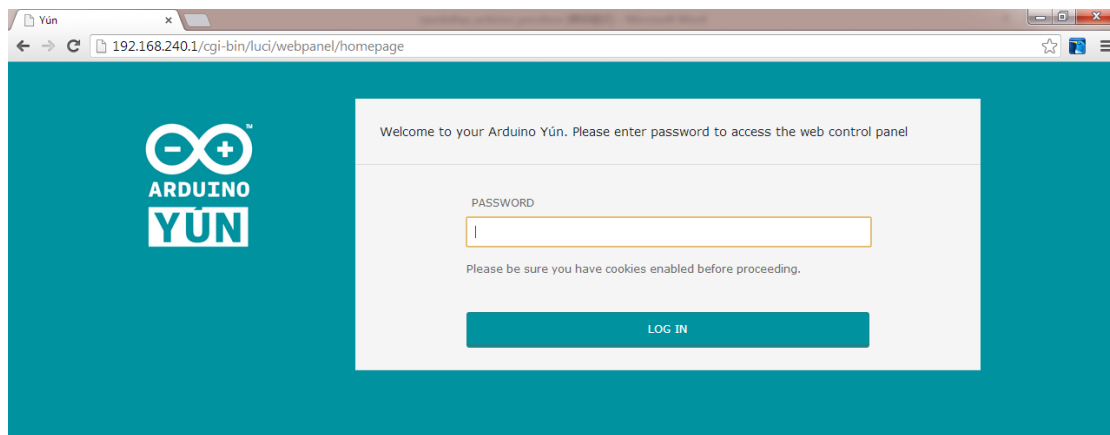 Yún
192.168.240.1/cgi-bin/luci/webpanel/homepage
ARDUINO
YÚN
TM
Welcome to your Arduino Yún. Please enter password to access the web control panel
PASSWORD
Please be sure you have cookies enabled before proceeding.
LOG IN